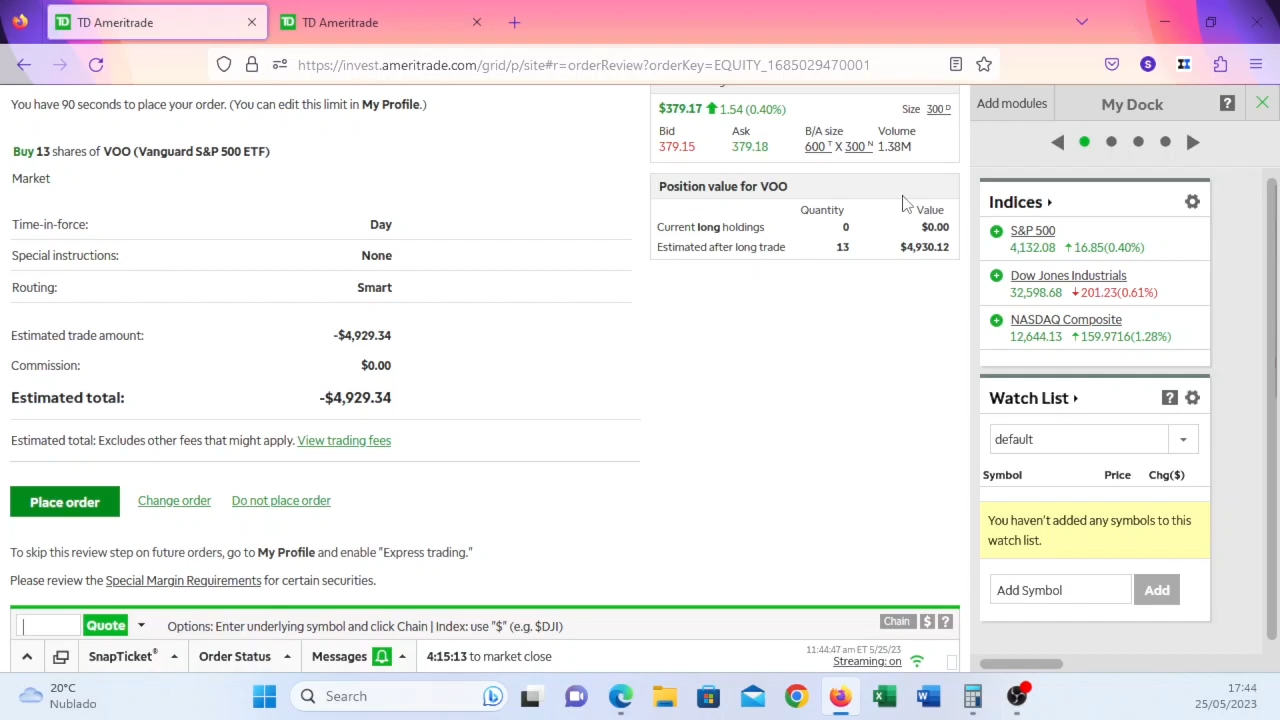 TD Ameritrade
TD Ameritrade
https://invest.ameritrade.com/grid/p/site#r=orderReview?orderKey=EQUITY_1685029470001
You have 90 seconds to place your order. (You can edit this limit in My Profile.)
Buy 13 shares of VOO (Vanguard S&P 500 ETF)
Market
Time-in-force: Day
Special instructions: None
Routing: Smart
Estimated trade amount: -$4,929.34
Commission: $0.00
Estimated total: -$4,929.34
Estimated total: Excludes other fees that might apply. View trading fees
Place order Change order Do not place order
To skip this review step on future orders, go to My Profile and enable "Express trading."
Please review the Special Margin Requirements for certain securities.
$379.17 1.54 (0.40%) Size 300 D
Bid Ask B/A size Volume
379.15 379.18 600 T X 300 N 1.38M
Position value for VOO
Quantity Value
Current long holdings 0 $0.00
Estimated after long trade 13 $4,930.12
Add modules My Dock ?
Indices
S&P 500
4,132.08 16.85(0.40%)
Dow Jones Industrials
32,598.68 201.23(0.61%)
NASDAQ Composite
12,644.13 159.9716(1.28%)
Watch List ?
default
Symbol Price Chg($)
You haven't added any symbols to this
watch list.
Add Symbol Add
Quote Options: Enter underlying symbol and click Chain | Index: use "$" (e.g. $DJI) Chain $ ?
SnapTicket® Order Status Messages 4:15:13 to market close
11:44:47 am ET 5/25/23
Streaming: on
20°C
Nublado
Search
17:44
25/05/2023